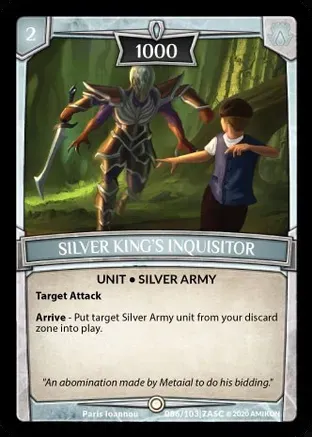 2
1000
SILVER KING'S INQUISITOR
UNIT • SILVER ARMY
Target Attack
Arrive - Put target Silver Army unit from your discard
zone into play.
"An abomination made by Metaial to do his bidding."
Paris Ioannou
086/103|ZASC © 2020 AMIKON